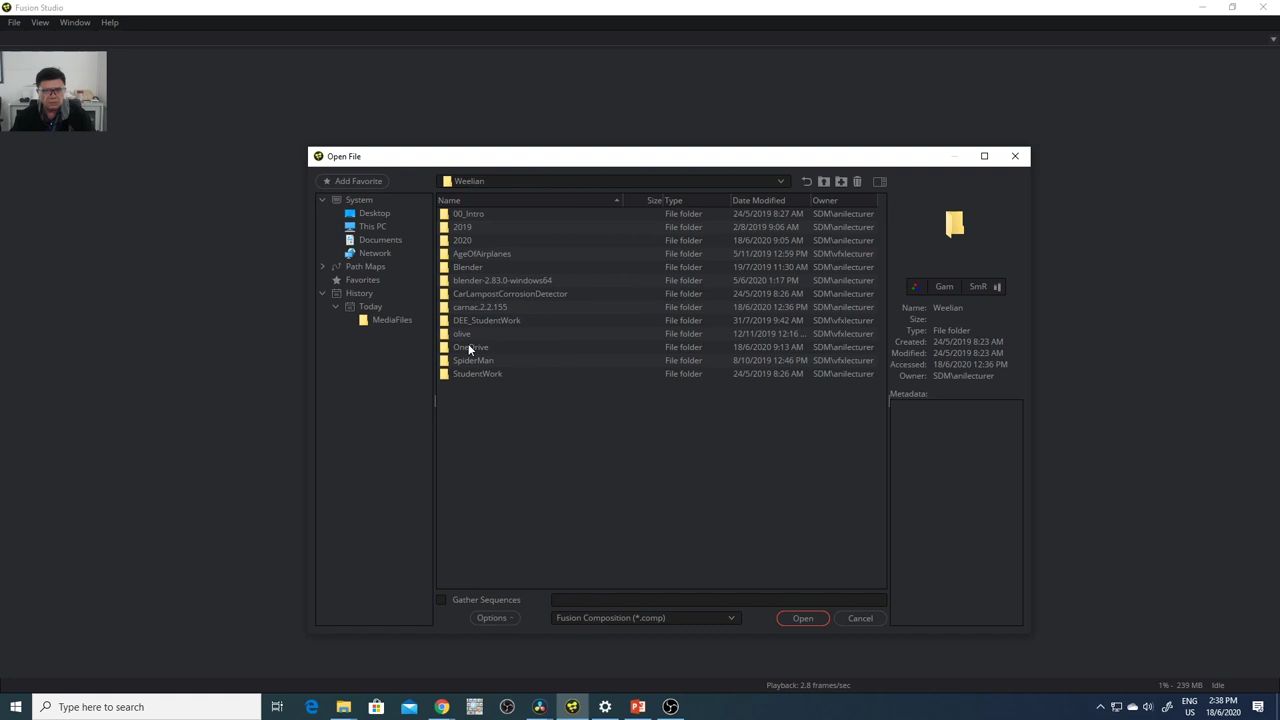 Fusion Studio
File View Window Help
Open File
Add Favorite
Weelian
System
Desktop
This PC
Documents
Network
Path Maps
Favorites
History
Today
MediaFiles
Name Size Type Date Modified Owner
00_Intro File folder 24/5/2019 8:27 AM SDM\anilecturer
2019 File folder 2/8/2019 9:06 AM SDM\anilecturer
2020 File folder 18/6/2020 9:05 AM SDM\anilecturer
AgeOfAirplanes File folder 5/11/2019 12:59 PM SDM\vfxlecturer
Blender File folder 19/7/2019 11:30 AM SDM\anilecturer
blender-2.83.0-windows64 File folder 5/6/2020 1:17 PM SDM\anilecturer
CarLampostCorrosionDetector File folder 24/5/2019 8:26 AM SDM\anilecturer
carnac.2.2.155 File folder 18/6/2020 12:36 PM SDM\anilecturer
DEE_StudentWork File folder 31/7/2019 9:42 AM SDM\vfxlecturer
olive File folder 12/11/2019 12:16 ... SDM\vfxlecturer
OneDrive File folder 18/6/2020 9:13 AM SDM\anilecturer
SpiderMan File folder 8/10/2019 12:46 PM SDM\vfxlecturer
StudentWork File folder 24/5/2019 8:26 AM SDM\anilecturer
Gam SmR
Name: Weelian
Size:
Type: File folder
Created: 24/5/2019 8:23 AM
Modified: 24/5/2019 8:23 AM
Accessed: 18/6/2020 12:36 PM
Owner: SDM\anilecturer
Metadata:
Gather Sequences
Options
Fusion Composition (*.comp)
Open
Cancel
Playback: 2.8 frames/sec
1% - 239 MB Idle
Type here to search
ENG
US
2:38 PM
18/6/2020